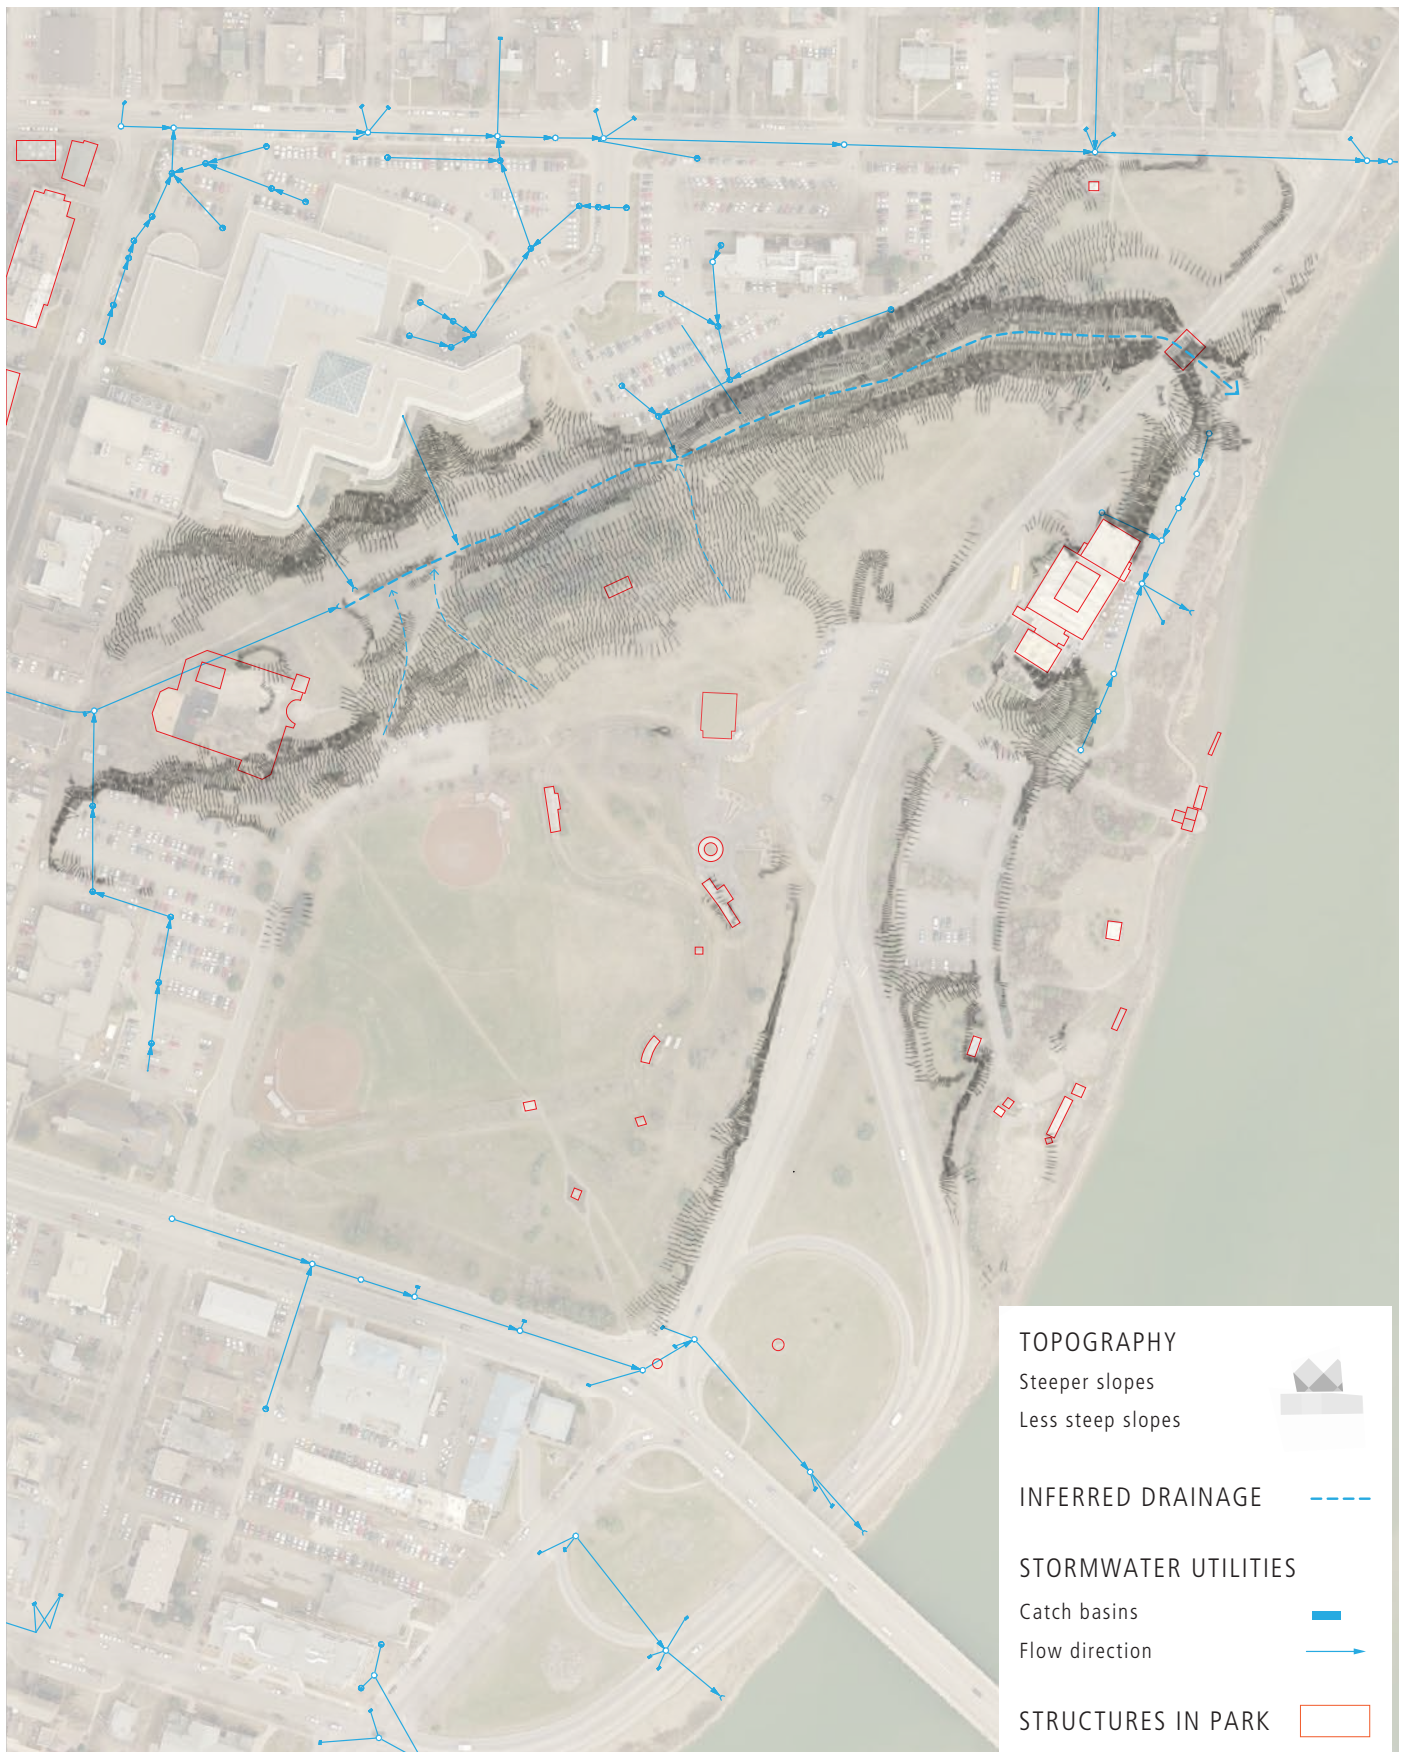 TOPOGRAPHY
Steeper slopes
Less steep slopes
INFERRED DRAINAGE
STORMWATER UTILITIES
Catch basins
Flow direction
STRUCTURES IN PARK